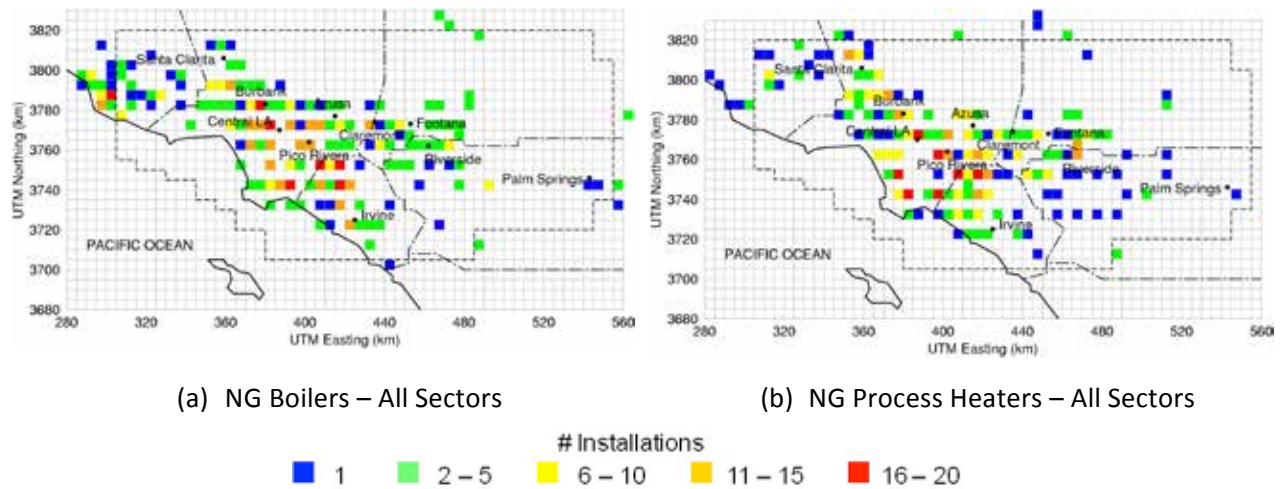 3820
3800
3780
3760
3740
3720
3700
3680
UTM Northing (km)
Santa Clarita
Burbank
Azusa
Central LA
Claremont
Fontana
Pico Rivera
Riverside
Palm Springs
Irvine
PACIFIC OCEAN
280 320 360 400 440 480 520 560
UTM Easting (km)
3820
3800
3780
3760
3740
3720
3700
3680
UTM Northing (km)
Santa Clarita
Burbank
Azusa
Central LA
Claremont
Fontana
Pico Rivera
Riverside
Palm Springs
Irvine
PACIFIC OCEAN
280 320 360 400 440 480 520 560
UTM Easting (km)
(a) NG Boilers – All Sectors
(b) NG Process Heaters – All Sectors
# Installations
1 2 – 5 6 – 10 11 – 15 16 – 20